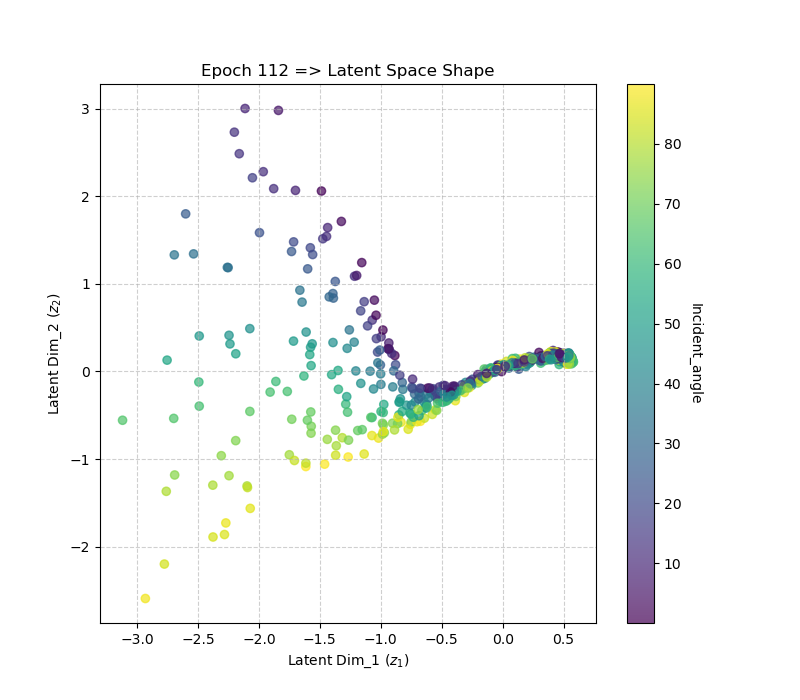 Epoch 112 => Latent Space Shape
3
2
1
0
−1
−2
Latent Dim_2 (z₂)
−3.0 −2.5 −2.0 −1.5 −1.0 −0.5 0.0 0.5
Latent Dim_1 (z₁)
80
70
60
50
40
30
20
10
Incident_angle